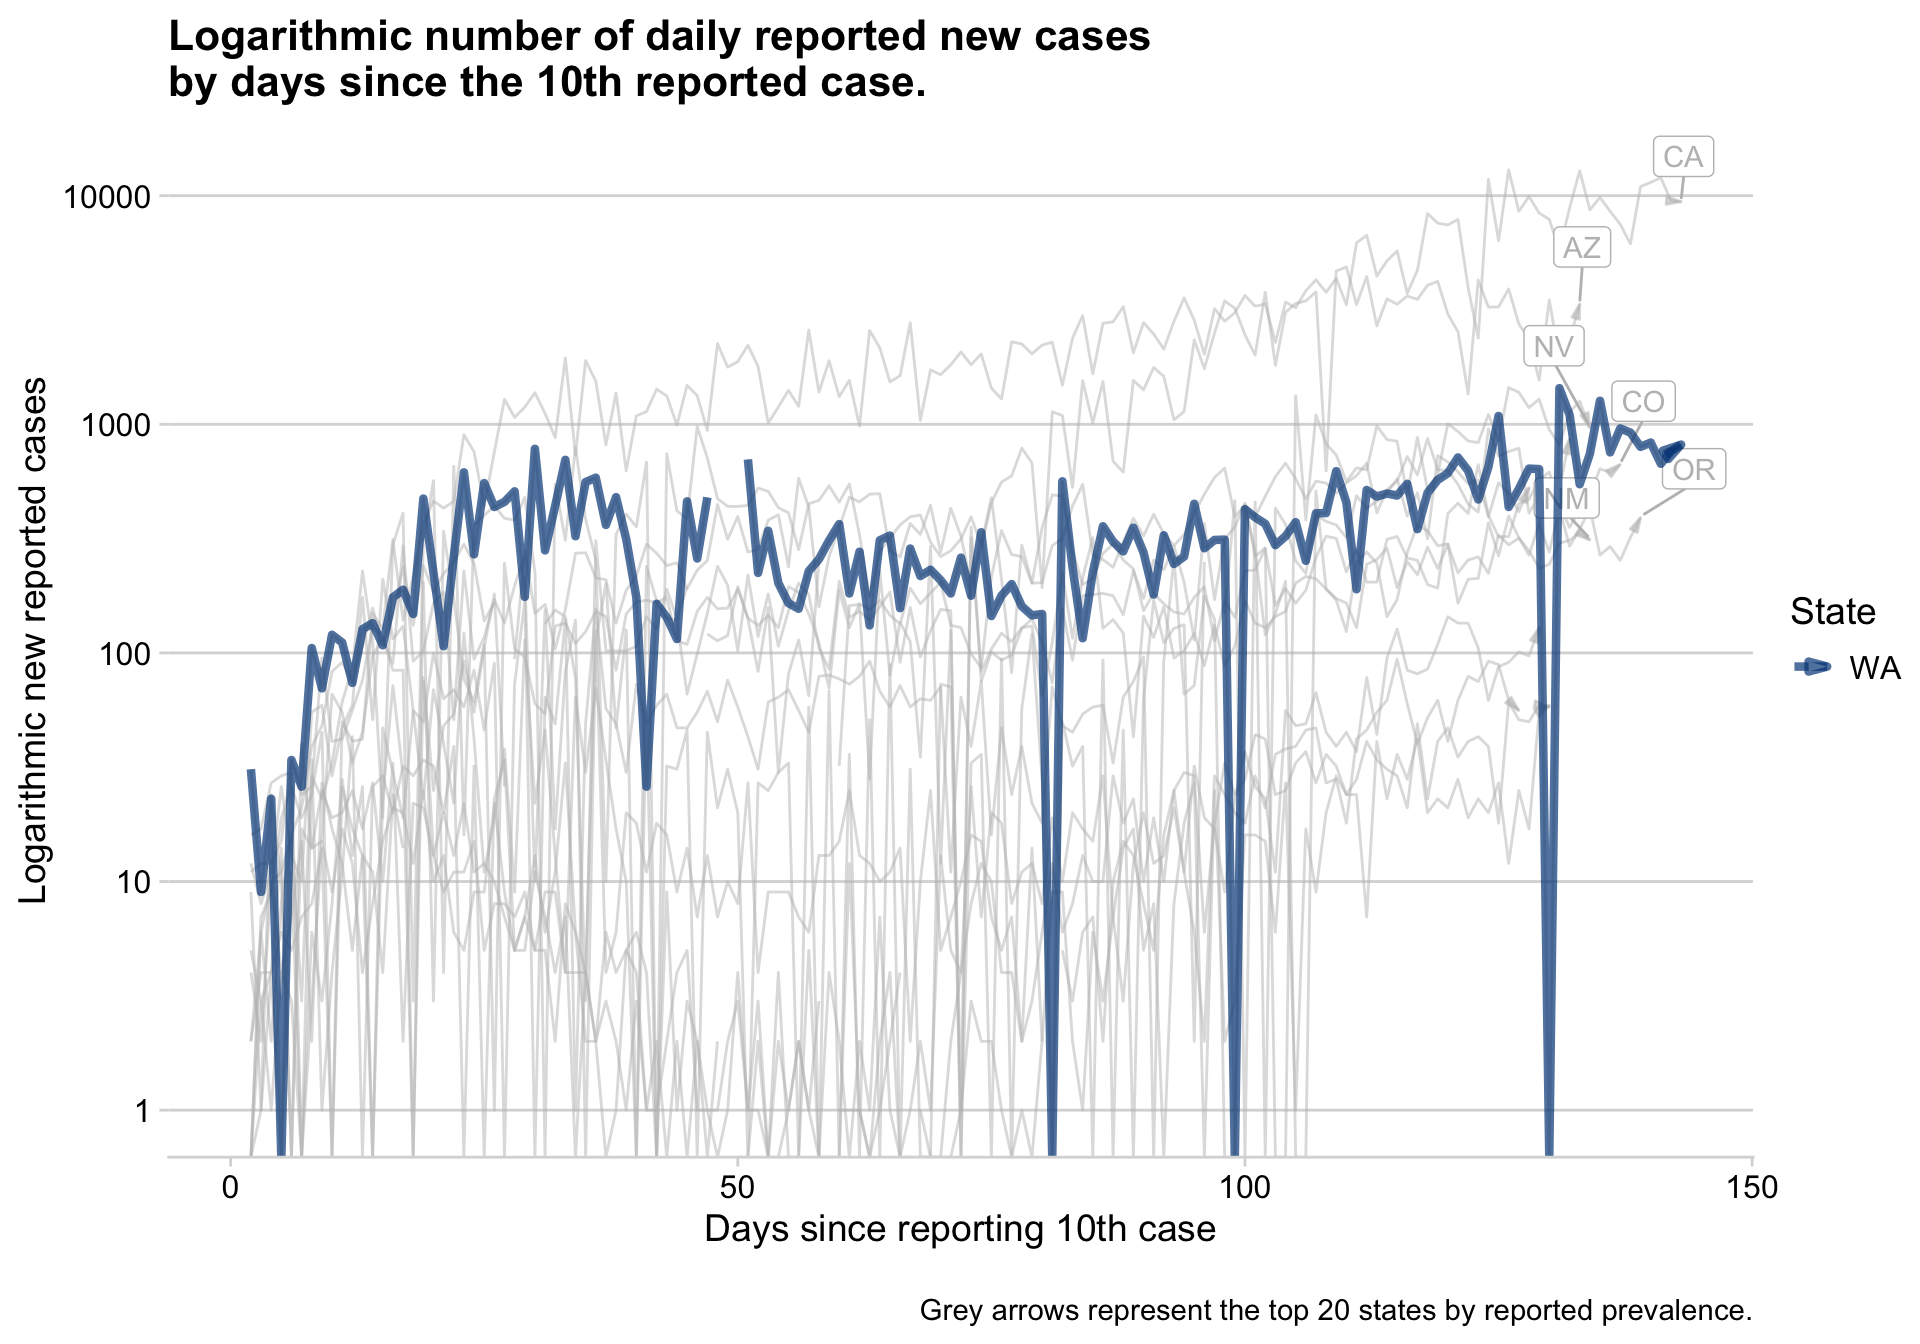 Logarithmic number of daily reported new cases
by days since the 10th reported case.
Logarithmic new reported cases
10000
1000
100
10
1
CA
AZ
NV
CO
OR
NM
State
WA
0
50
100
150
Days since reporting 10th case
Grey arrows represent the top 20 states by reported prevalence.